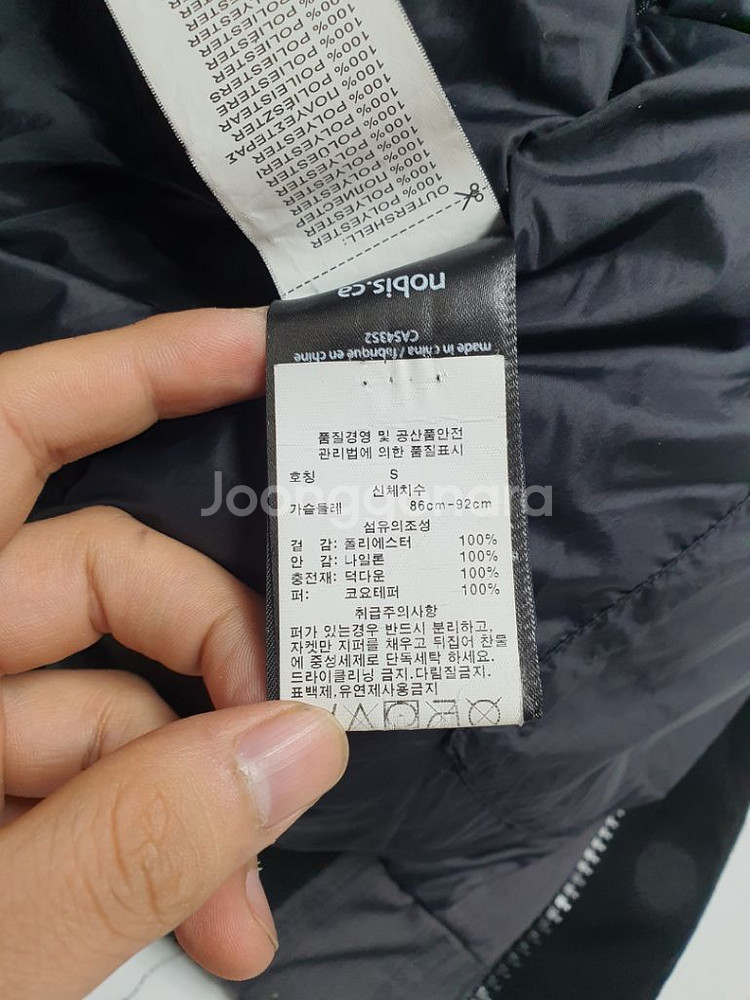 100% POLIESTER
100% POLYESTER
100% POLIESTERS
100% POLIESTERIS
100% POLIÉSZTER
100% ΠΟΛΥΕΣΤΕΡΑΣ
100% POLYESTER
100% POLYESTER
100% POLYESTER
OUTERSHELL:
nobis.ca
CA54352
made in china / fabriqué en chine
품질경영 및 공산품안전
관리법에 의한 품질표시
호칭 S
신체치수
가슴둘레 86cm-92cm
Joonggonara
섬유의조성
겉 감: 폴리에스터 100%
안 감: 나일론 100%
충전재: 덕다운 100%
퍼: 코요테퍼 100%
취급주의사항
퍼가 있는경우 반드시 분리하고,
자켓만 지퍼를 채우고 뒤집어 찬물
에 중성세제로 단독세탁 하세요.
드라이클리닝 금지.다림질금지.
표백제,유연제사용금지